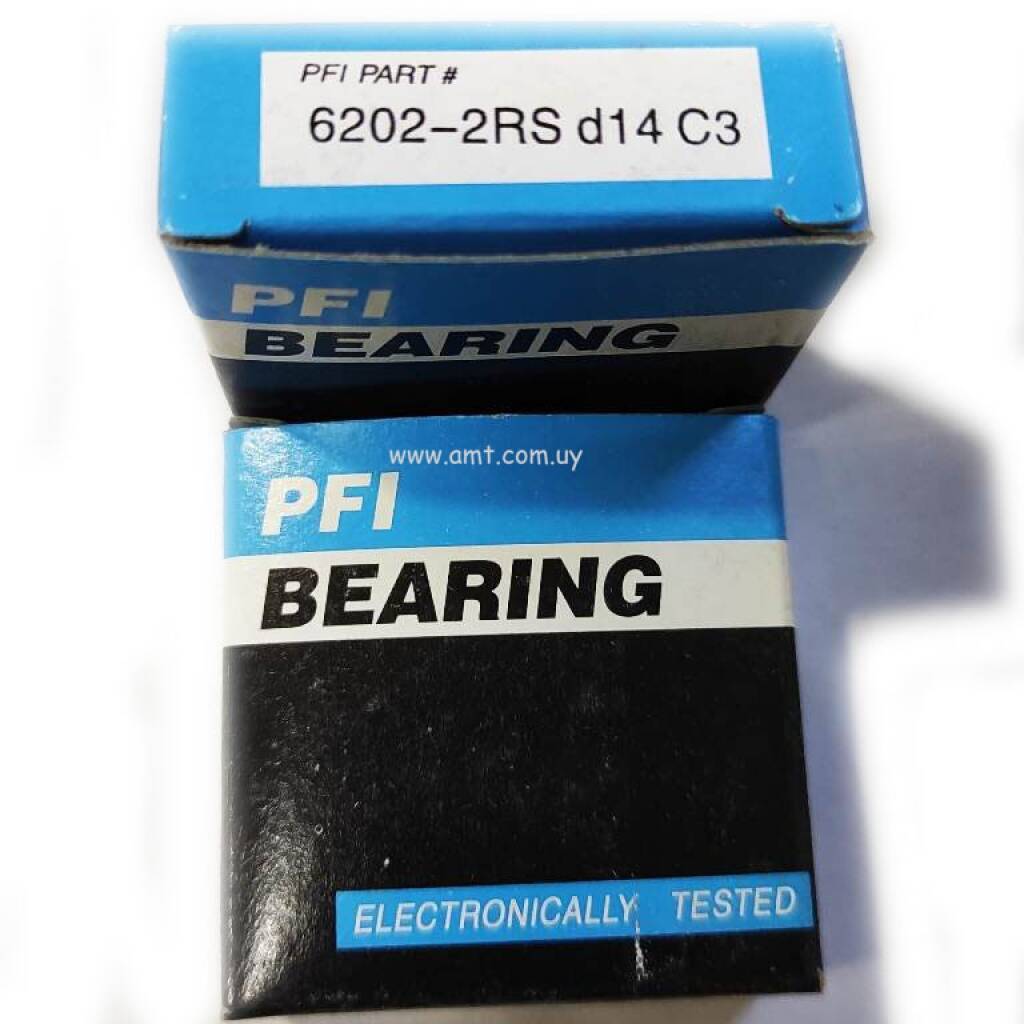 PFI PART #
6202-2RS d14 C3
PFI
BEARING
www.amt.com.uy
PFI
BEARING
ELECTRONICALLY TESTED